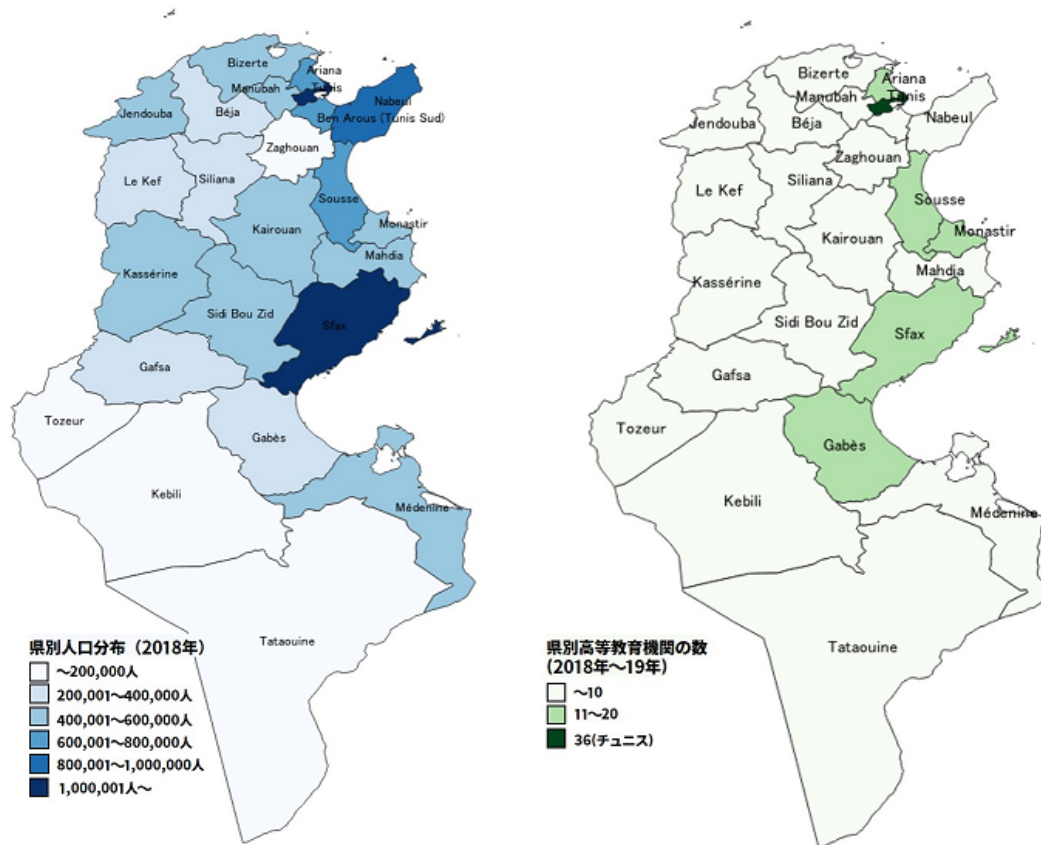 Bizerte
Ariana
Tunis
Manubah
Nabeul
Jendouba
Béja
Ben Arous (Tunis Sud)
Zaghouan
Le Kef
Siliana
Sousse
Kairouan
Monastir
Mahdia
Kassérine
Sidi Bou Zid
Sfax
Gafsa
Tozeur
Gabès
Kebili
Médenine
Tataouine
県別人口分布(2018年)
~200,000人
200,001~400,000人
400,001~600,000人
600,001~800,000人
800,001~1,000,000人
1,000,001人~
Bizerte
Ariana
Tunis
Manubah
Nabeul
Jendouba
Béja
Zaghouan
Le Kef
Siliana
Sousse
Kairouan
Monastir
Mahdia
Kassérine
Sidi Bou Zid
Sfax
Gafsa
Tozeur
Gabès
Kebili
Médenine
Tataouine
県別高等教育機関の数
(2018年~19年)
~10
11~20
36(チュニス)